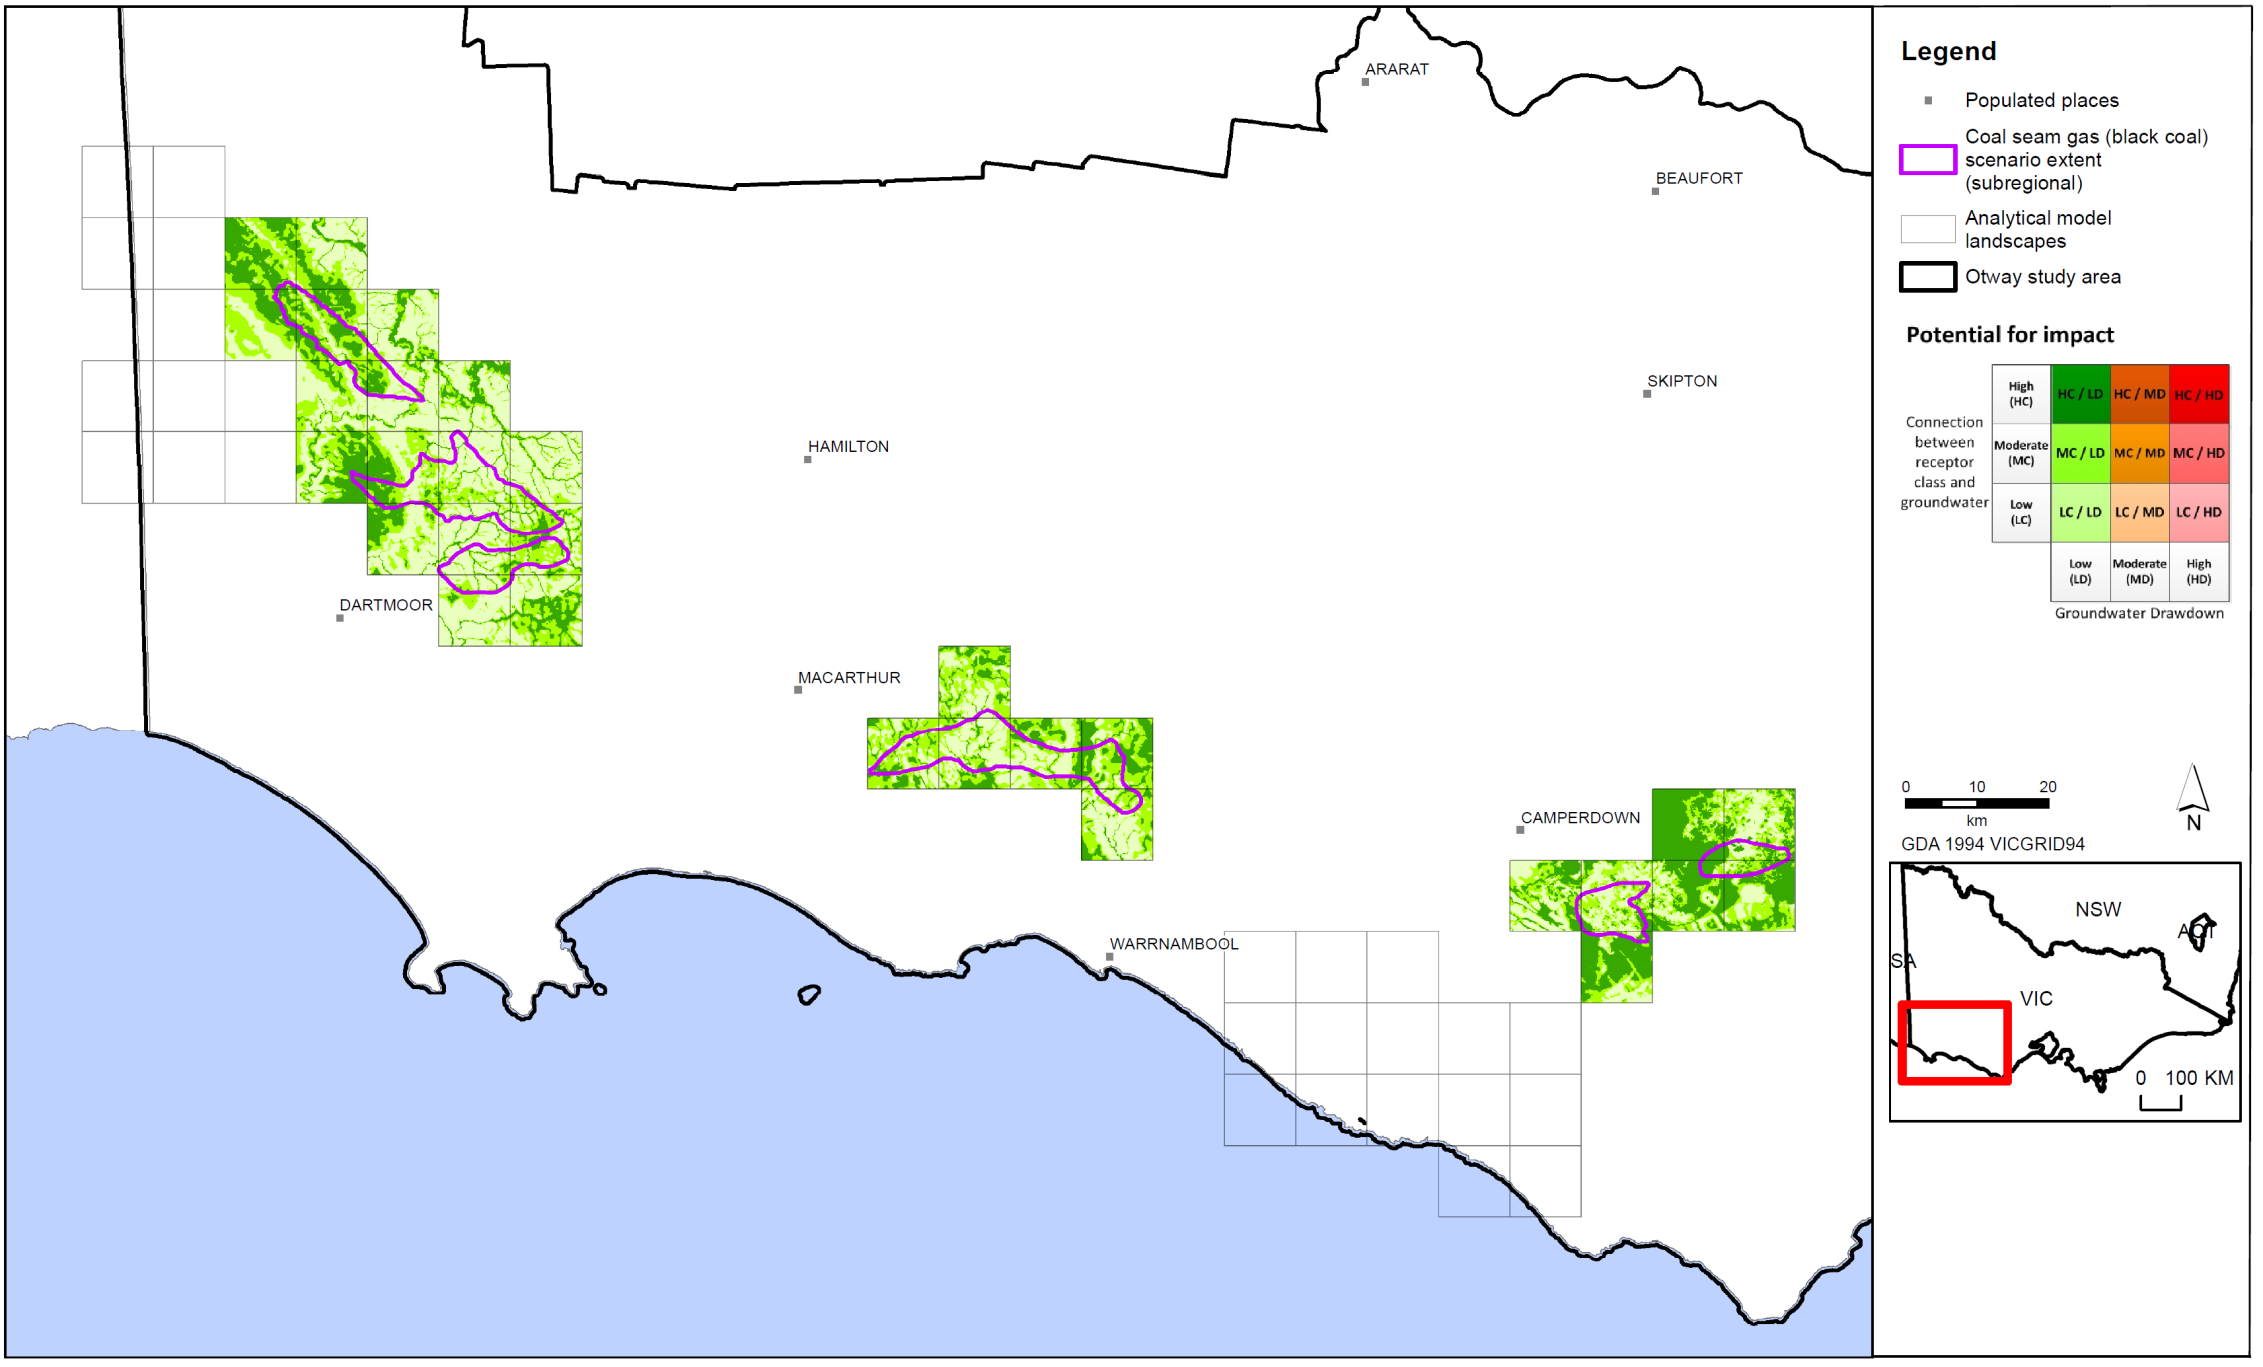 ARARAT
BEAUFORT
SKIPTON
HAMILTON
DARTMOOR
MACARTHUR
CAMPERDOWN
WARRNAMBOOL
Legend
Populated places
Coal seam gas (black coal)
scenario extent
(subregional)
Analytical model
landscapes
Otway study area
Potential for impact
Connection
between
receptor
class and
groundwater
High
(HC)
HC / LD
HC / MD
HC / HD
Moderate
(MC)
MC / LD
MC / MD
MC / HD
Low
(LC)
LC / LD
LC / MD
LC / HD
Low
(LD)
Moderate
(MD)
High
(HD)
Groundwater Drawdown
0 10 20
km
N
GDA 1994 VICGRID94
NSW
ACT
SA
VIC
0 100 KM